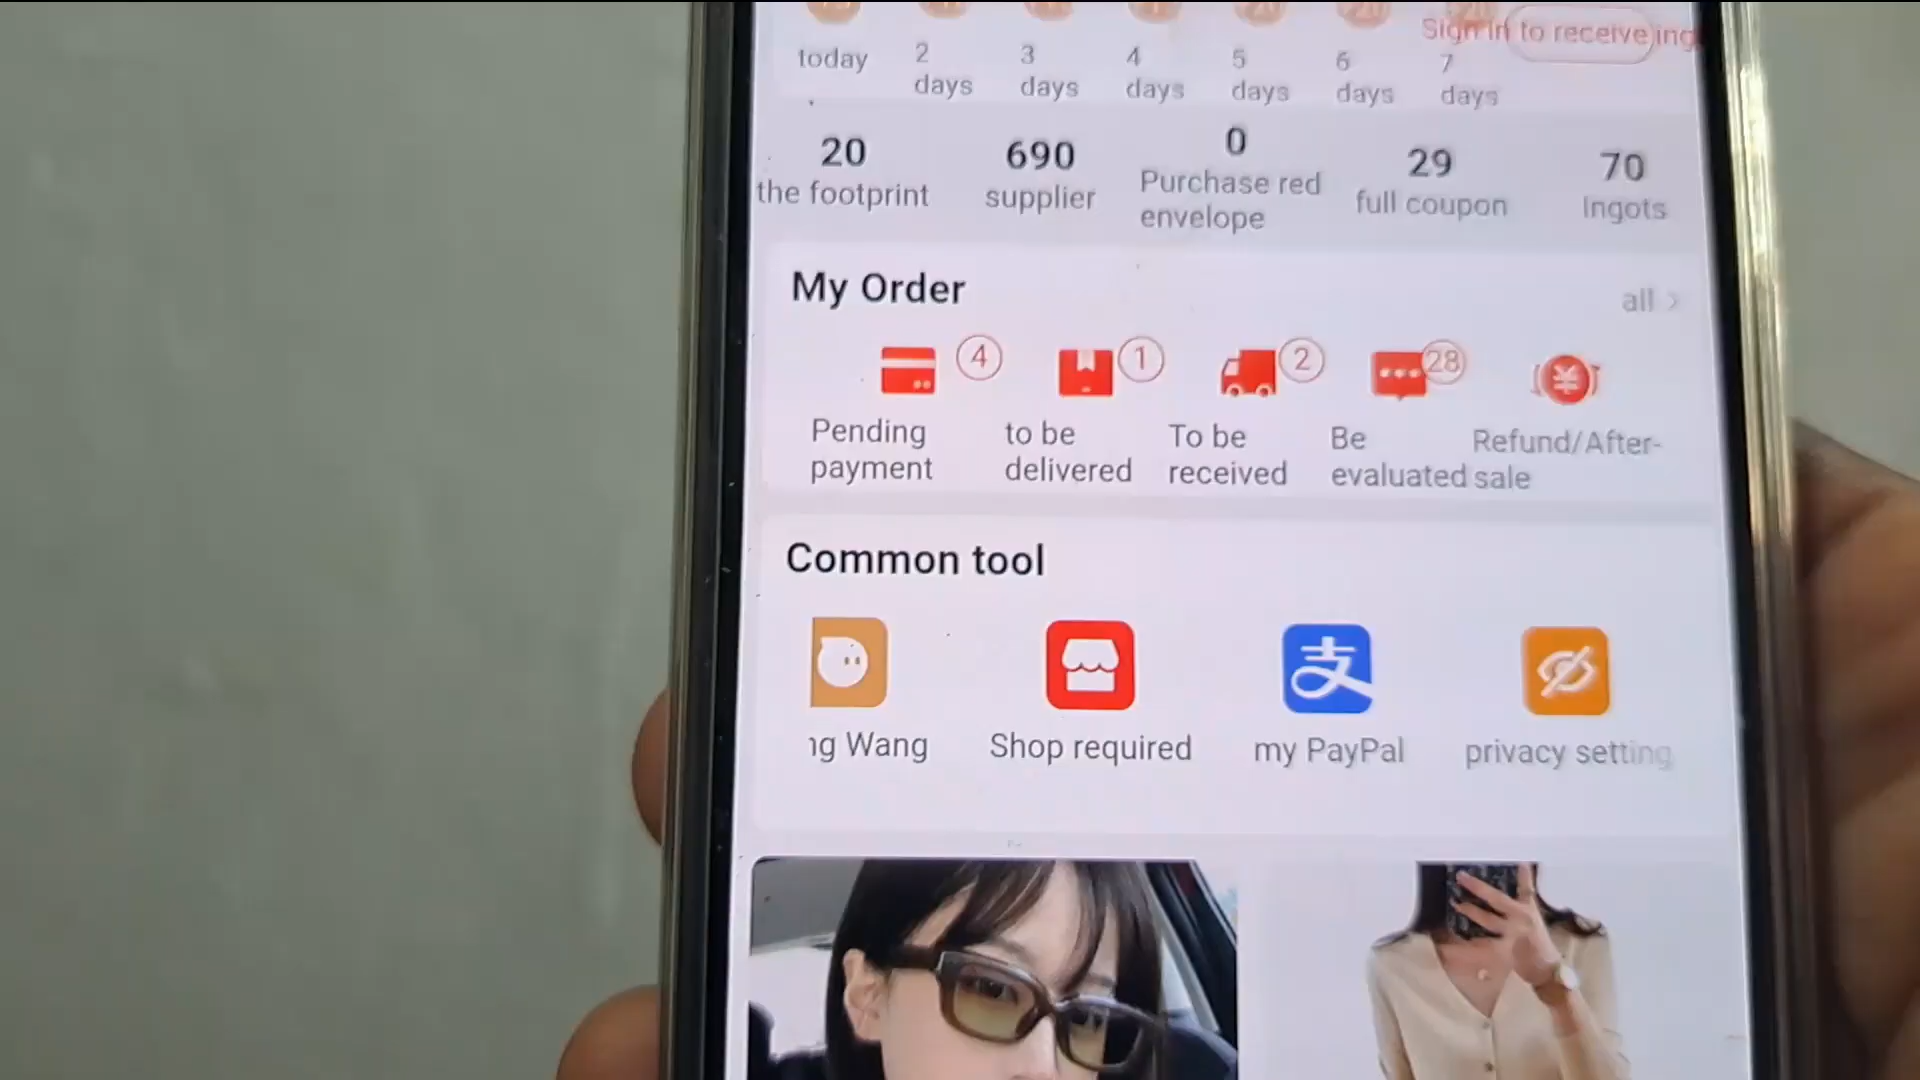 Sign in to receive ing
today
2
days
3
days
4
days
5
days
6
days
7
days
20
the footprint
690
supplier
0
Purchase red
envelope
29
full coupon
70
Ingots
My Order
all >
4
Pending
payment
1
to be
delivered
2
To be
received
28
Be
evaluated
¥
Refund/After-
sale
Common tool
ng Wang
支
Shop required
my PayPal
privacy setting